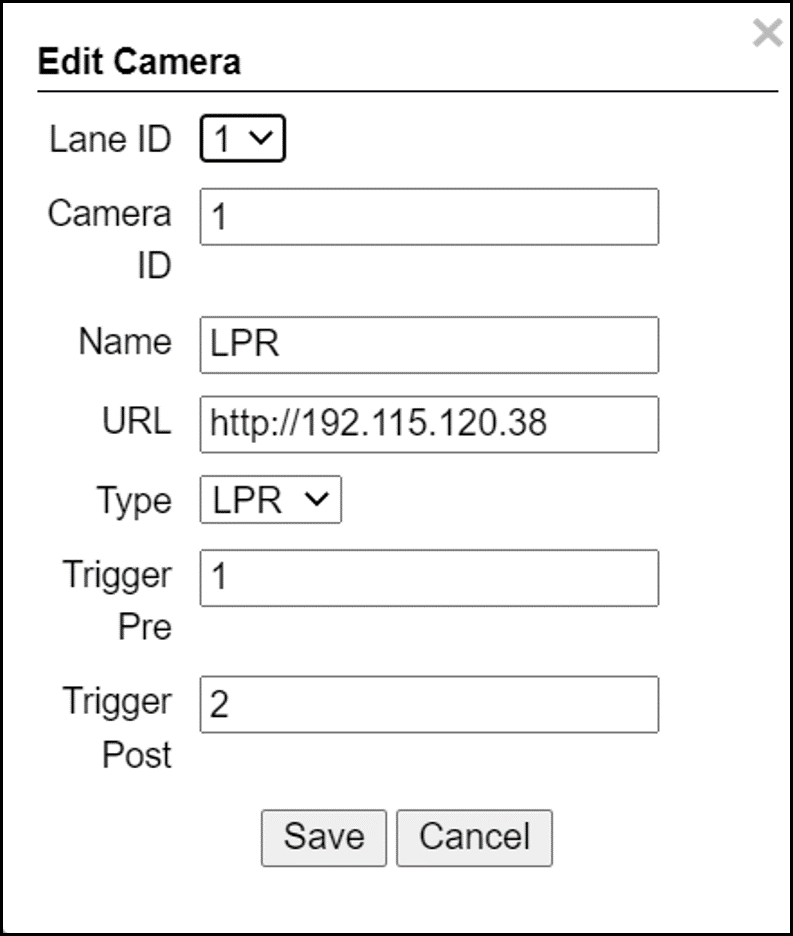 Edit Camera
Lane ID 1
Camera ID 1
Name LPR
URL http://192.115.120.38
Type LPR
Trigger Pre 1
Trigger Post 2
Save Cancel